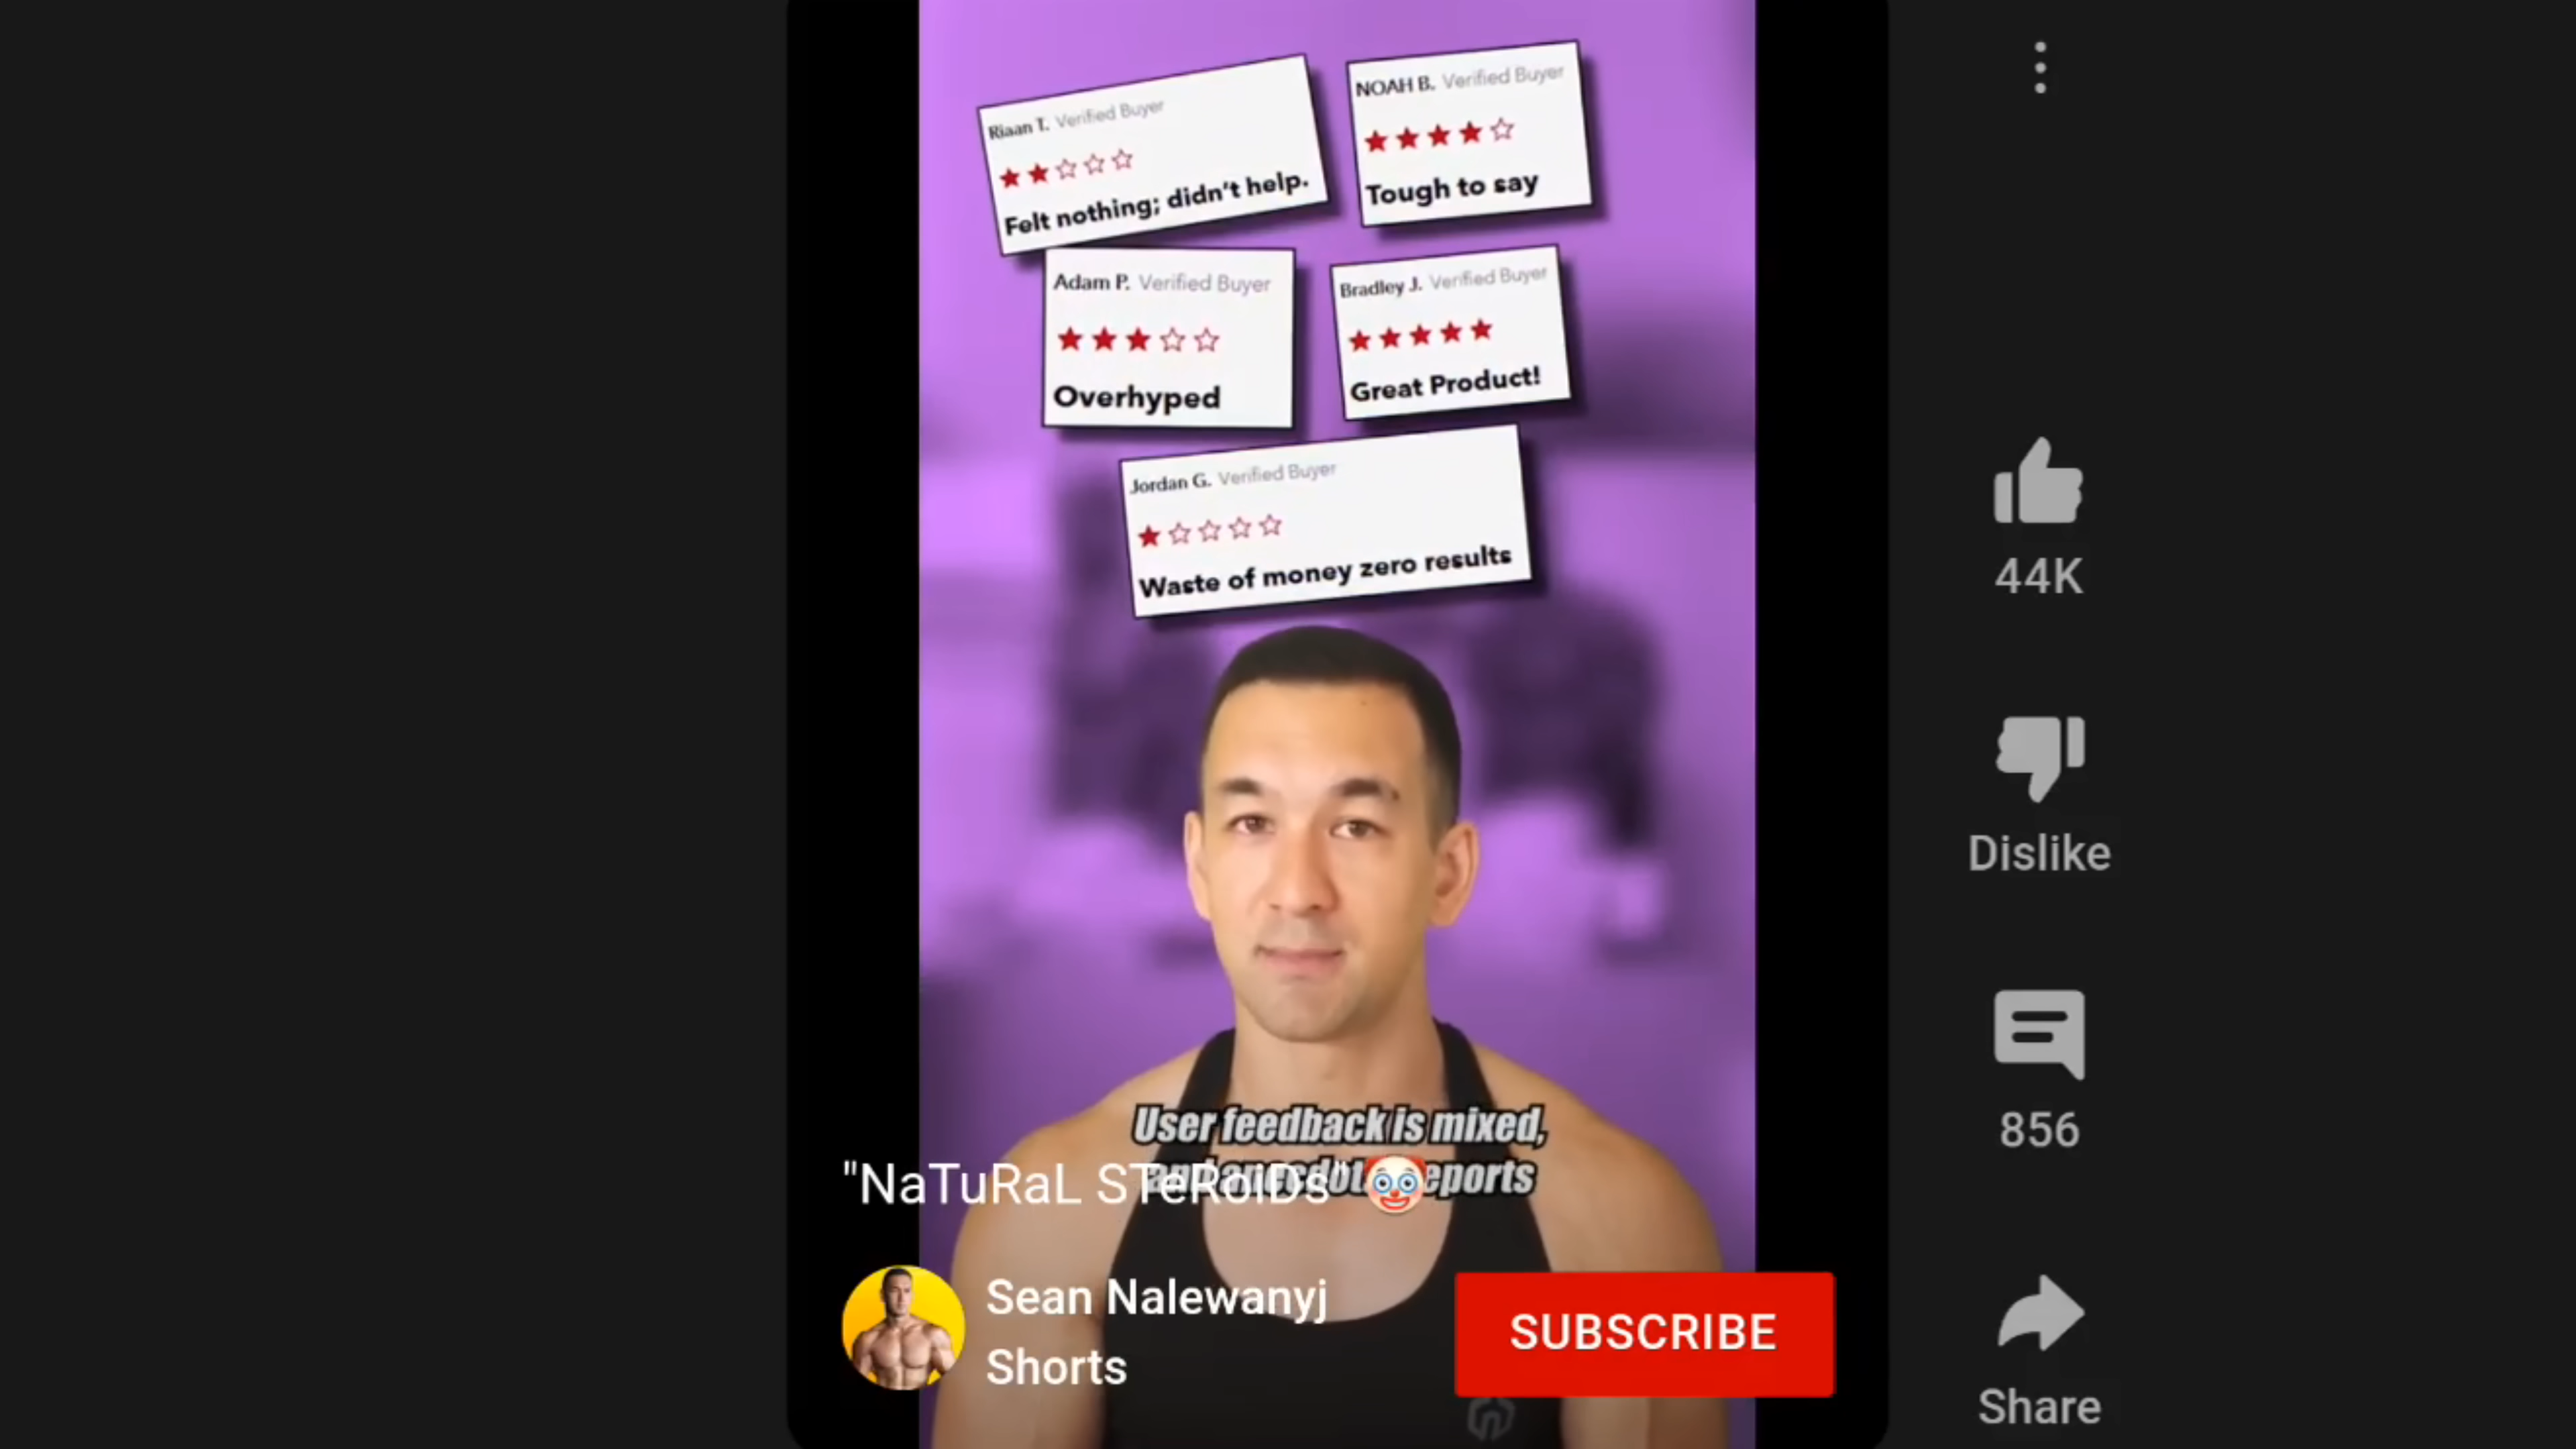 Riaan T. Verified Buyer
Felt nothing; didn't help.
NOAH B. Verified Buyer
Tough to say
Adam P. Verified Buyer
Overhyped
Bradley J. Verified Buyer
Great Product!
Jordan G. Verified Buyer
Waste of money zero results
User feedback is mixed,
"NaTuRaL STeRoiDs" 🤡
Sean Nalewanyj
Shorts
SUBSCRIBE
44K
Dislike
856
Share